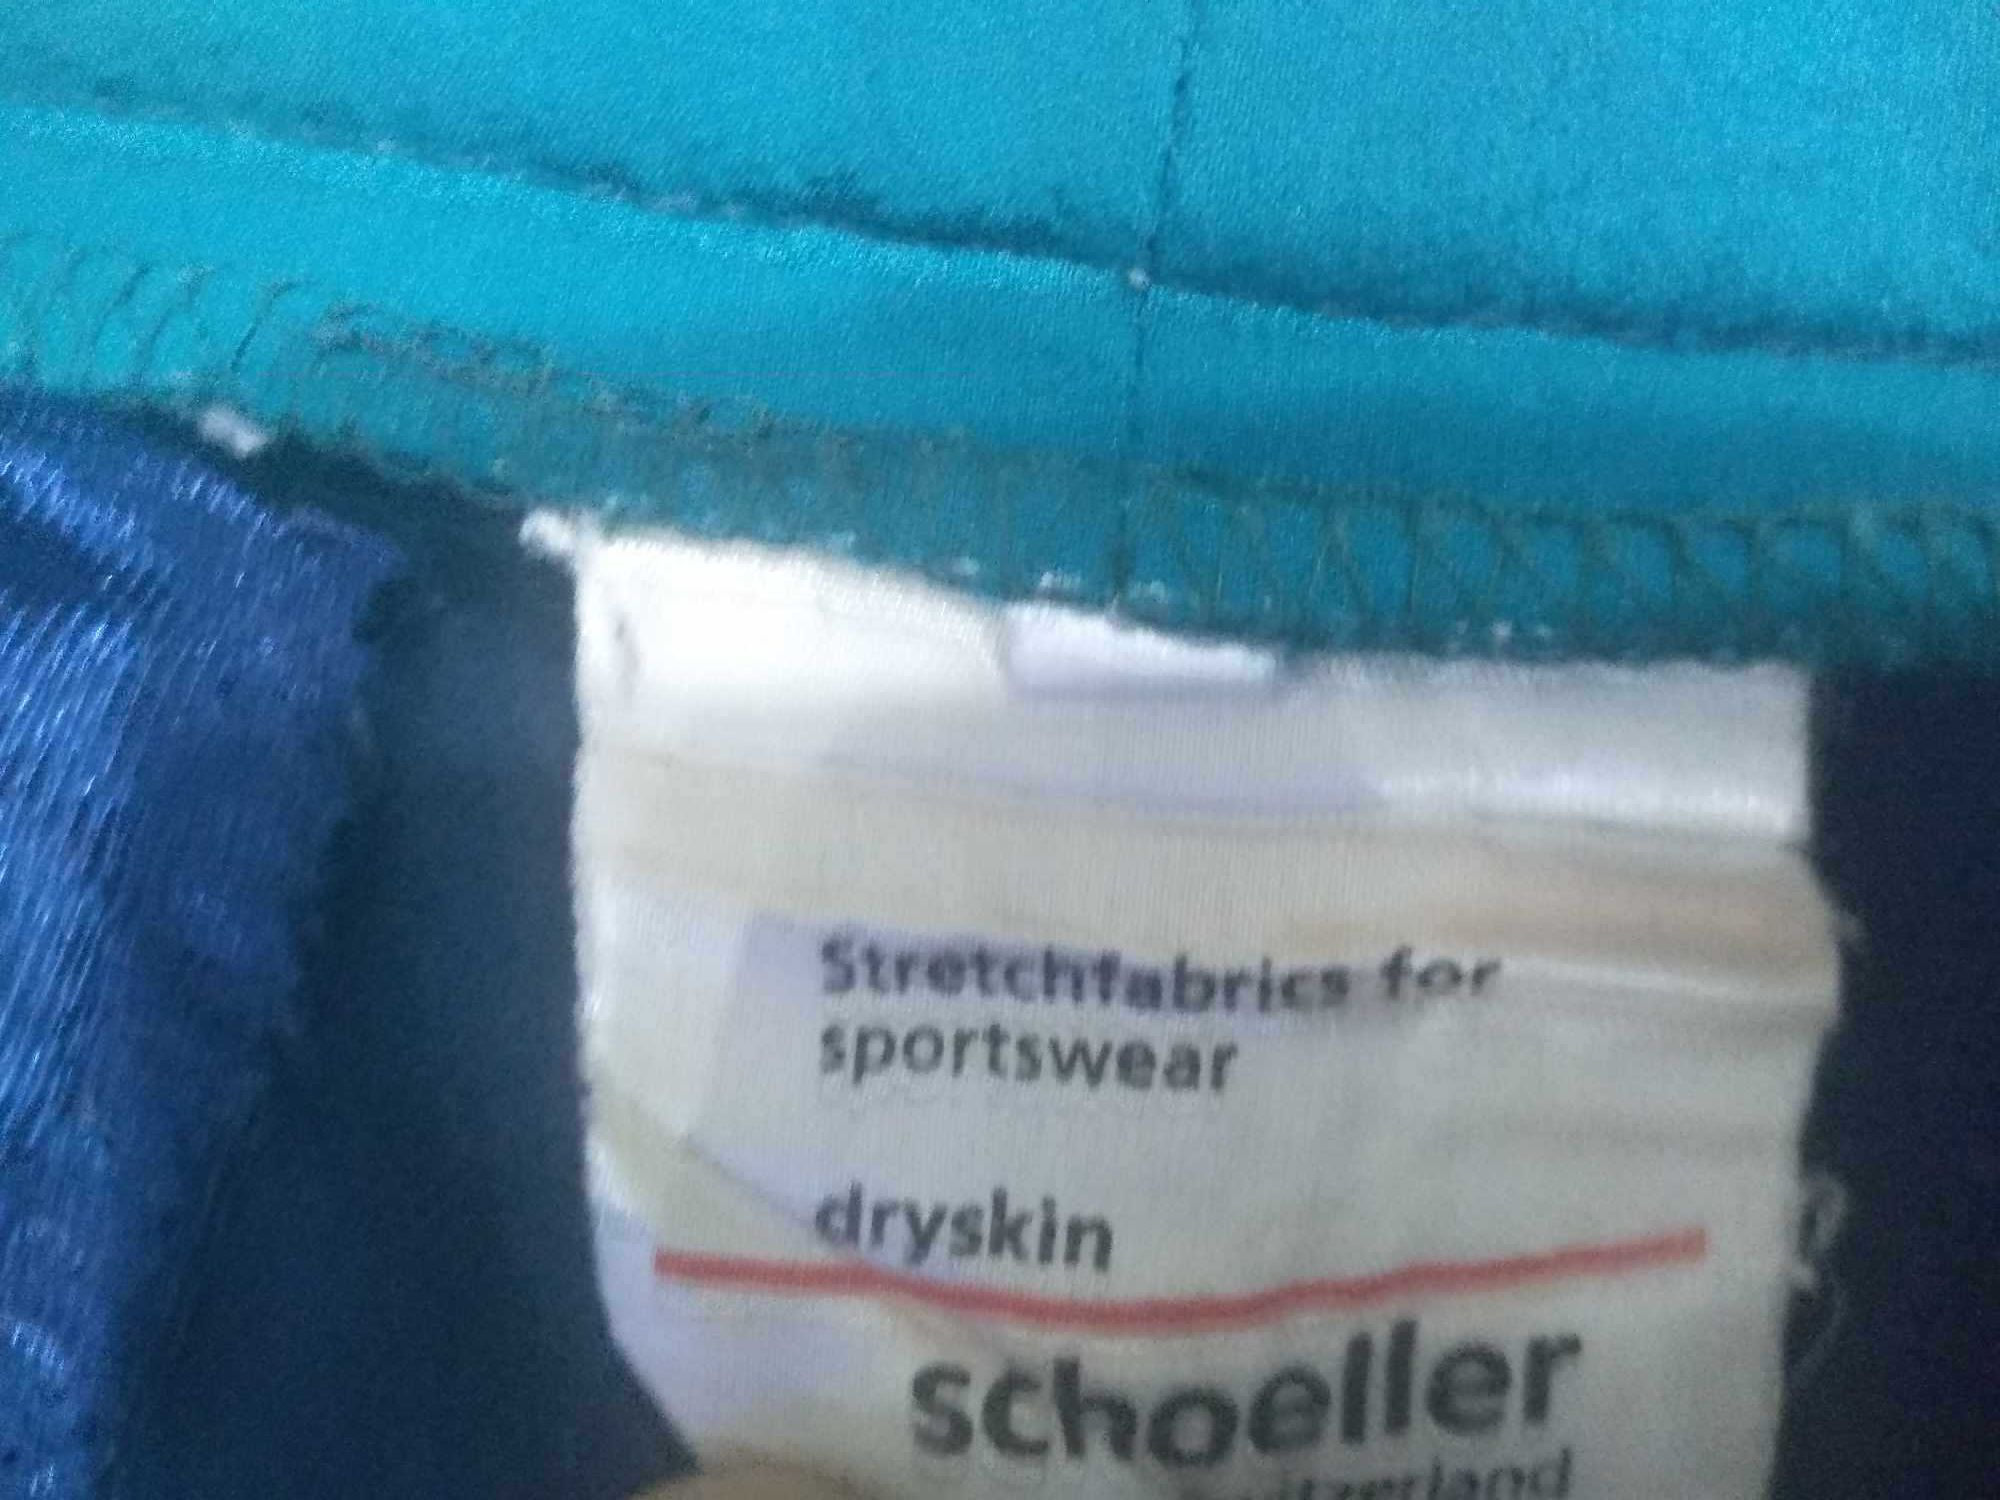 Stretchfabrics for
sportswear
dryskin
schoeller